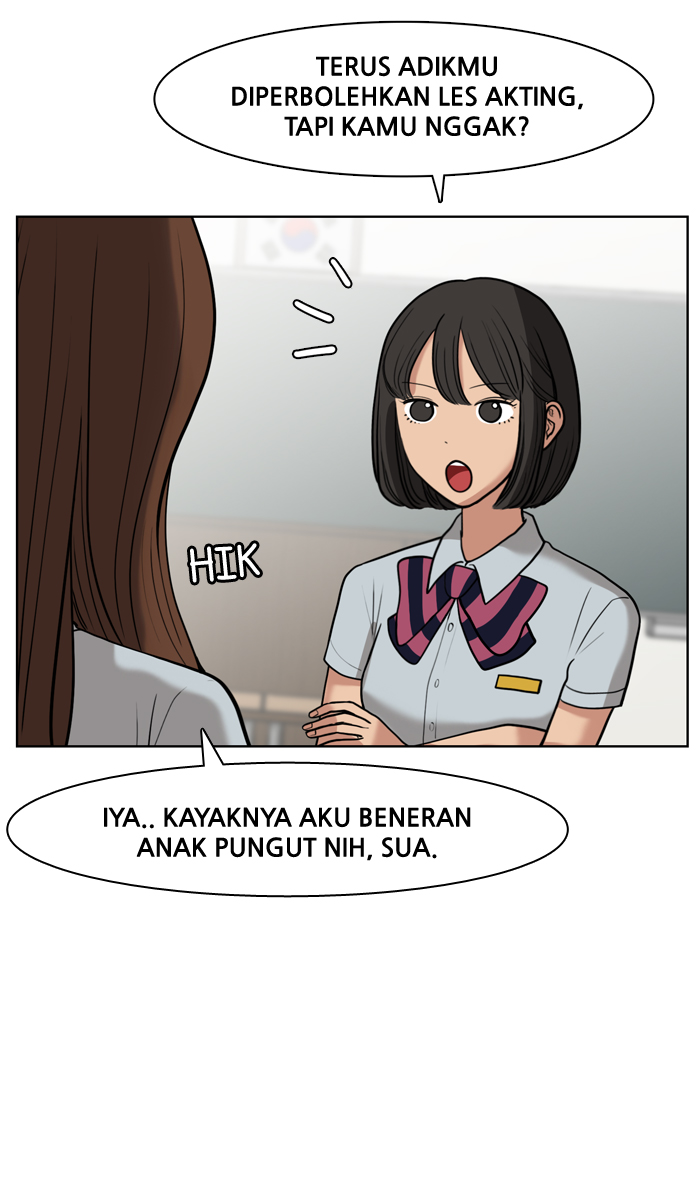 TERUS ADIKMU
DIPERBOLEHKAN LES AKTING,
TAPI KAMU NGGAK?
HIK
IYA.. KAYAKNYA AKU BENERAN
ANAK PUNGUT NIH, SUA.